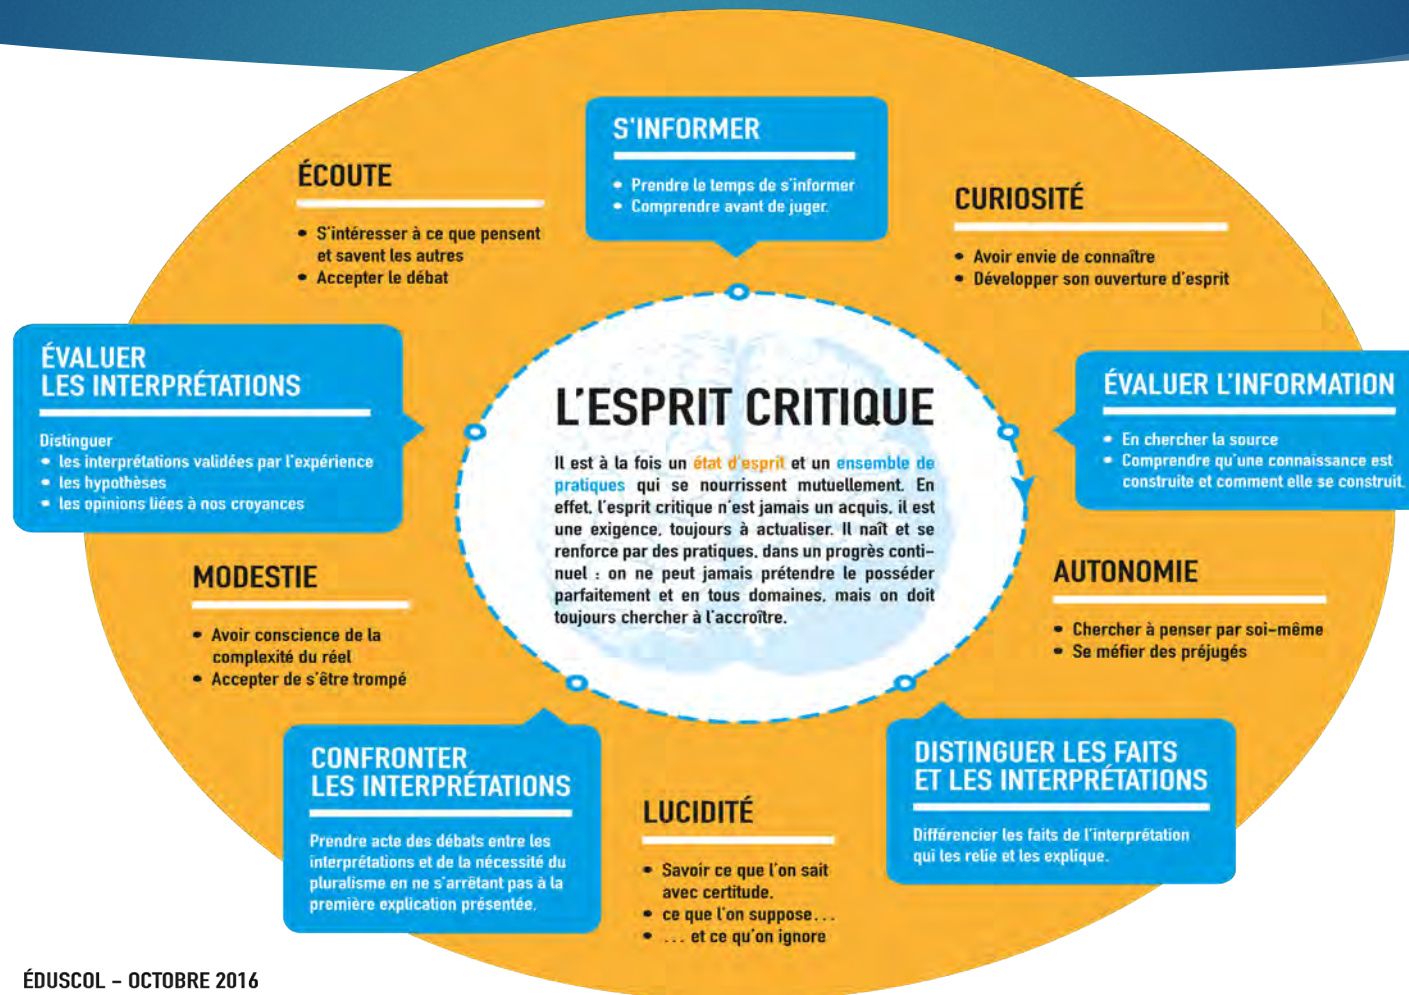 S'INFORMER
• Prendre le temps de s'informer
• Comprendre avant de juger.
ÉCOUTE
• S'intéresser à ce que pensent
et savent les autres
• Accepter le débat
CURIOSITÉ
• Avoir envie de connaître
• Développer son ouverture d'esprit
ÉVALUER
LES INTERPRÉTATIONS
Distinguer
• les interprétations validées par l'expérience
• les hypothèses
• les opinions liées à nos croyances
L'ESPRIT CRITIQUE
Il est à la fois un état d'esprit et un ensemble de
pratiques qui se nourrissent mutuellement. En
effet, l'esprit critique n'est jamais un acquis, il est
une exigence, toujours à actualiser. Il naît et se
renforce par des pratiques, dans un progrès conti-
nuel : on ne peut jamais prétendre le posséder
parfaitement et en tous domaines, mais on doit
toujours chercher à l'accroître.
ÉVALUER L'INFORMATION
• En chercher la source
• Comprendre qu'une connaissance est
construite et comment elle se construit.
MODESTIE
• Avoir conscience de la
complexité du réel
• Accepter de s'être trompé
AUTONOMIE
• Chercher à penser par soi-même
• Se méfier des préjugés
CONFRONTER
LES INTERPRÉTATIONS
Prendre acte des débats entre les
interprétations et de la nécessité du
pluralisme en ne s'arrêtant pas à la
première explication présentée.
LUCIDITÉ
• Savoir ce que l'on sait
avec certitude,
• ce que l'on suppose...
• ... et ce qu'on ignore
DISTINGUER LES FAITS
ET LES INTERPRÉTATIONS
Différencier les faits de l'interprétation
qui les relie et les explique.
ÉDUSCOL – OCTOBRE 2016